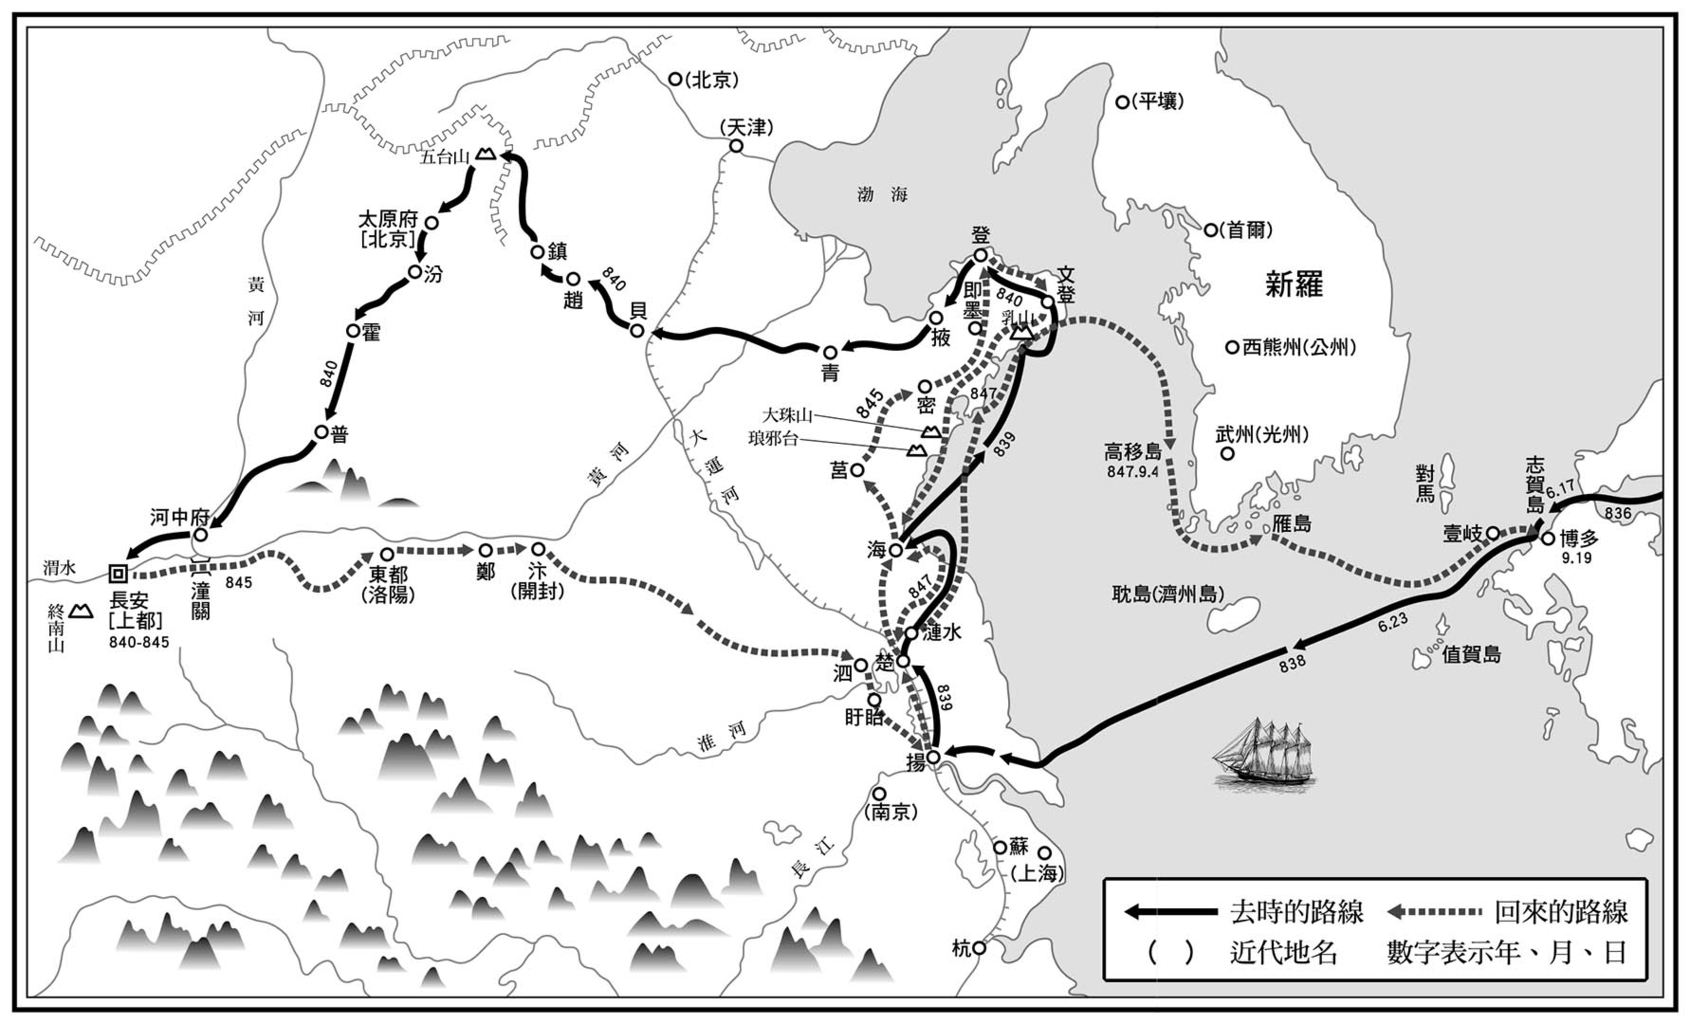 (北京)
(天津)
(平壤)
五台山
渤 海
太原府
[北京]
汾
鎮
趙
840
貝
登
文登
(首爾)
新羅
黃河
霍
840
即墨
840
乳山
掖
青
西熊州(公州)
840
普
845
密
847
大珠山
琅邪台
839
莒
大運河
黃河
高移島
847.9.4
武州(光州)
對馬
志賀島
6.17
836
河中府
渭水
長安
[上都]
840-845
終南山
845
潼關
東都
(洛陽)
鄭
汴
(開封)
海
847
漣水
楚
泗
盱眙
839
淮河
揚
雁島
壹岐
博多
9.19
耽島(濟州島)
6.23
838
值賀島
(南京)
長江
蘇
(上海)
杭
去時的路線
回來的路線
( ) 近代地名
數字表示年、月、日